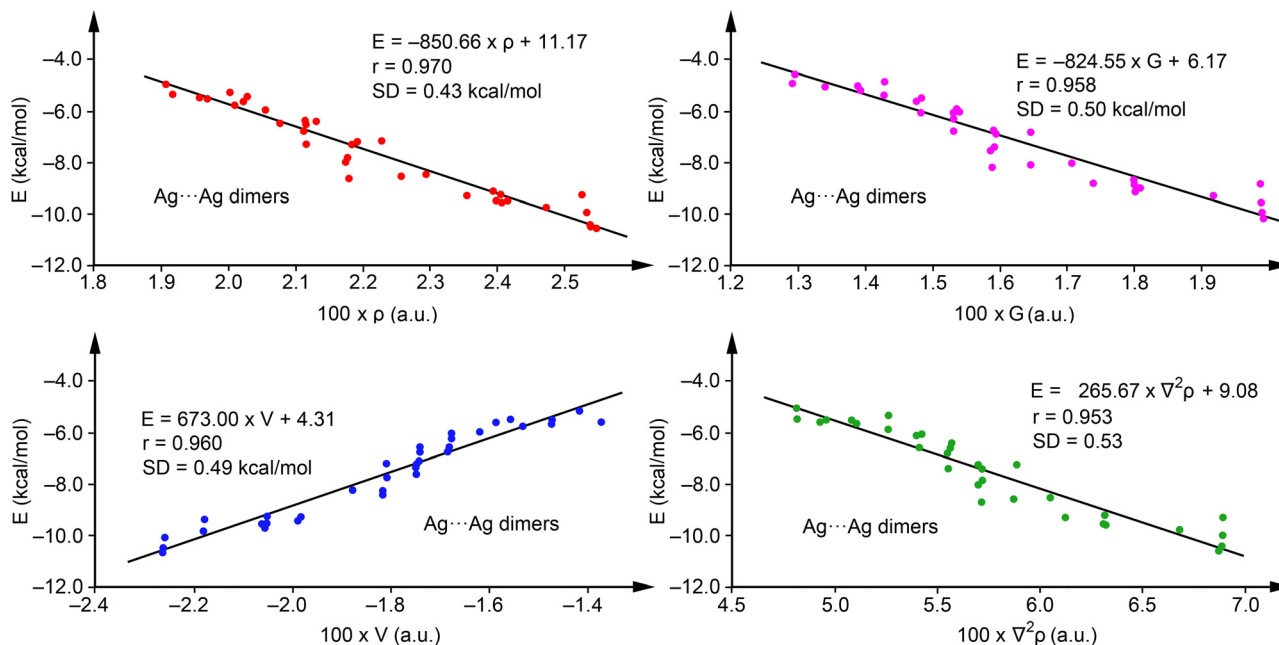 E = –850.66 x ρ + 11.17
r = 0.970
SD = 0.43 kcal/mol
–4.0
–6.0
–8.0
–10.0
–12.0
E (kcal/mol)
Ag···Ag dimers
1.8
2.0
2.1
2.2
2.3
2.4
2.5
100 x ρ (a.u.)
E = –824.55 x G + 6.17
r = 0.958
SD = 0.50 kcal/mol
–4.0
–6.0
–8.0
–10.0
–12.0
E (kcal/mol)
Ag···Ag dimers
1.2
1.3
1.4
1.5
1.6
1.7
1.8
1.9
100 x G (a.u.)
E = 673.00 x V + 4.31
r = 0.960
SD = 0.49 kcal/mol
–4.0
–6.0
–8.0
–10.0
–12.0
E (kcal/mol)
Ag···Ag dimers
–2.4
–2.2
–2.0
–1.8
–1.6
–1.4
100 x V (a.u.)
E = 265.67 x ∇²ρ + 9.08
r = 0.953
SD = 0.53
–4.0
–6.0
–8.0
–10.0
–12.0
E (kcal/mol)
Ag···Ag dimers
4.5
5.0
5.5
6.0
6.5
7.0
100 x ∇²ρ (a.u.)